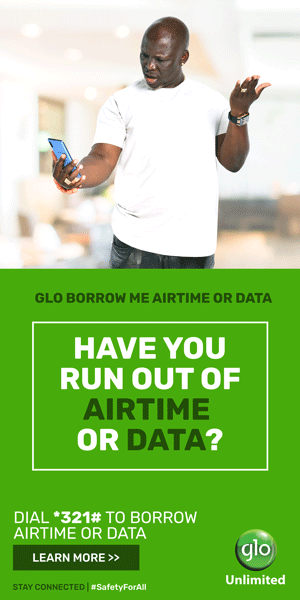 GLO BORROW ME AIRTIME OR DATA
HAVE YOU
RUN OUT OF
AIRTIME
OR DATA?
DIAL *321# TO BORROW
AIRTIME OR DATA
LEARN MORE >>
glo
Unlimited
STAY CONNECTED | #SafetyForAll